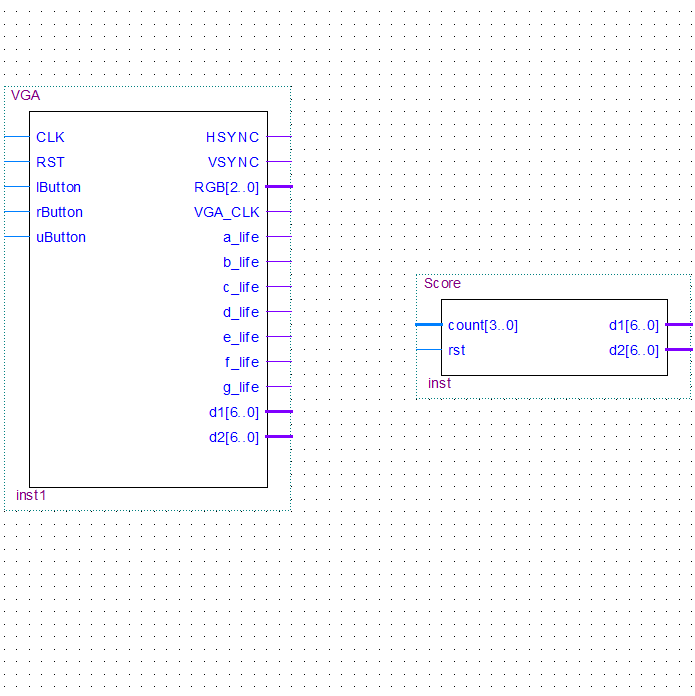 VGA
CLK
RST
lButton
rButton
uButton
HSYNC
VSYNC
RGB[2..0]
VGA_CLK
a_life
b_life
c_life
d_life
e_life
f_life
g_life
d1[6..0]
d2[6..0]
inst1
Score
count[3..0]
rst
d1[6..0]
d2[6..0]
inst